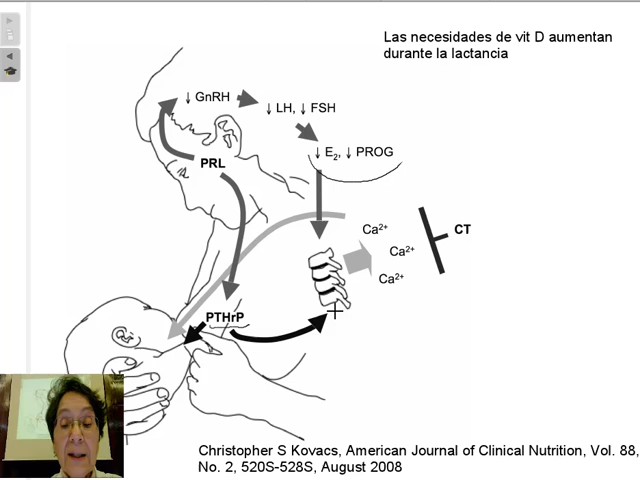 Las necesidades de vit D aumentan
durante la lactancia
↓ GnRH
↓ LH, ↓ FSH
↓ E₂, ↓ PROG
PRL
Ca²⁺
CT
Ca²⁺
Ca²⁺
PTHrP
Christopher S Kovacs, American Journal of Clinical Nutrition, Vol. 88,
No. 2, 520S-528S, August 2008